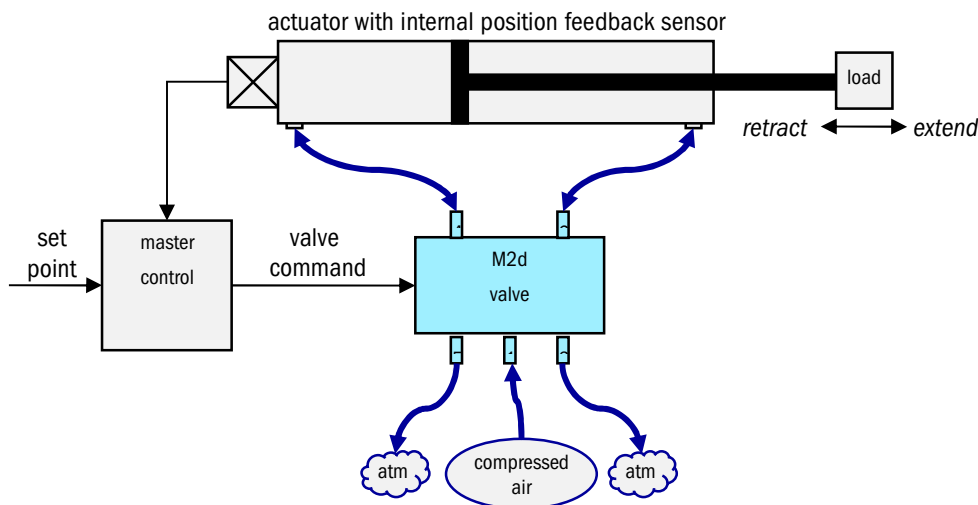 actuator with internal position feedback sensor
load
retract
extend
set
point
master
control
valve
command
M2d
valve
atm
compressed
air
atm